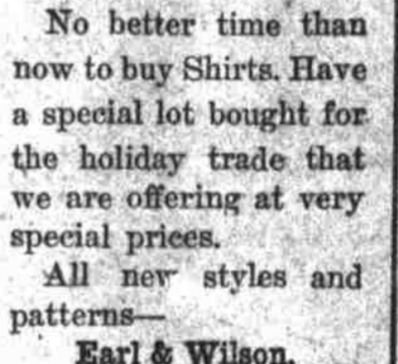 No better time than
now to buy Shirts. Have
a special lot bought for
the holiday trade that
we are offering at very
special prices.
All new styles and
patterns—
Earl & Wilson.